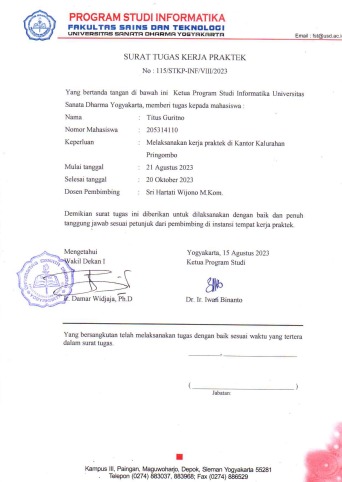 PROGRAM STUDI INFORMATIKA
FAKULTAS SAINS DAN TEKNOLOGI
UNIVERSITAS SANATA DHARMA YOGYAKARTA
Email : fst@usd.ac.id
SURAT TUGAS KERJA PRAKTEK
No : 115/STKP-INF/VIII/2023
Yang bertanda tangan di bawah ini Ketua Program Studi Informatika Universitas
Sanata Dharma Yogyakarta, memberi tugas kepada mahasiswa :
Nama : Titus Guritno
Nomor Mahasiswa : 205314110
Keperluan : Melaksanakan kerja praktek di Kantor Kalurahan
Pringombo
Mulai tanggal : 21 Agustus 2023
Selesai tanggal : 20 Oktober 2023
Dosen Pembimbing : Sri Hartati Wijono M.Kom.
Demikian surat tugas ini diberikan untuk dilaksanakan dengan baik dan penuh
tanggung jawab sesuai petunjuk dari pembimbing di instansi tempat kerja praktek.
Mengetahui
Wakil Dekan I
Yogyakarta, 15 Agustus 2023
Ketua Program Studi
Ir. Damar Widjaja, Ph.D
Dr. Ir. Iwan Binanto
Yang bersangkutan telah melaksanakan tugas dengan baik sesuai waktu yang tertera
dalam surat tugas.
______________, ______________
( ______________________ )
Jabatan:
Kampus III, Paingan, Maguwoharjo, Depok, Sleman Yogyakarta 55281
Telepon (0274) 883037, 883968; Fax (0274) 886529